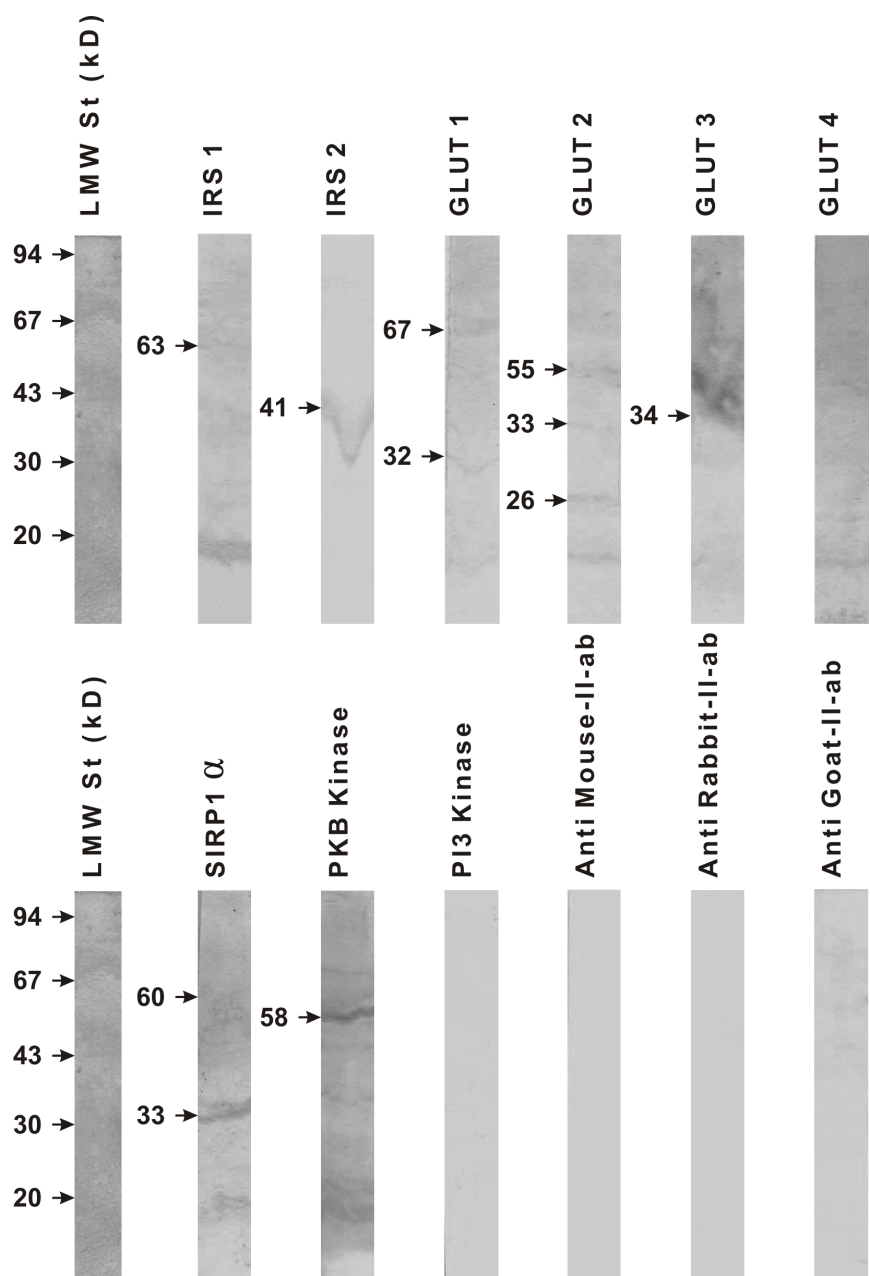 LMW St (kD)
IRS 1
IRS 2
GLUT 1
GLUT 2
GLUT 3
GLUT 4
94
67
43
30
20
63
41
67
32
55
33
26
34
LMW St (kD)
SIRP1 α
PKB Kinase
PI3 Kinase
Anti Mouse-II-ab
Anti Rabbit-II-ab
Anti Goat-II-ab
94
67
43
30
20
60
33
58